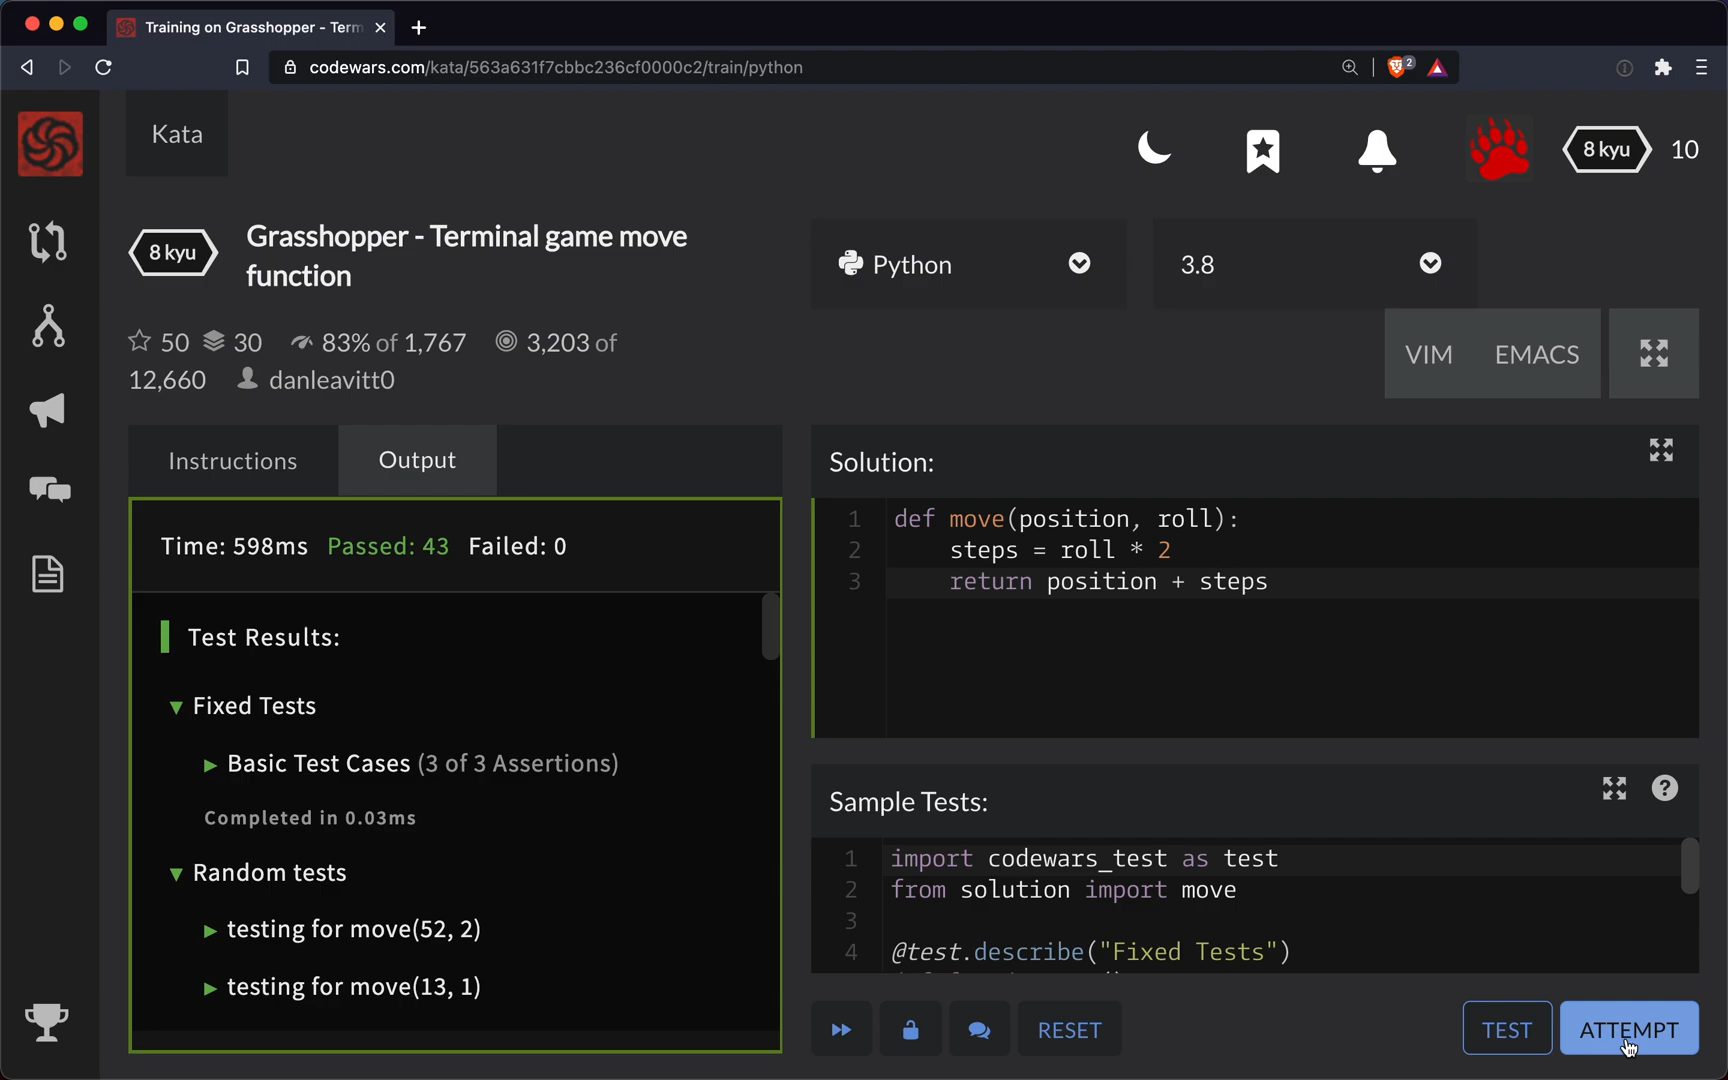 Training on Grasshopper - Term
codewars.com/kata/563a631f7cbbc236cf0000c2/train/python
2
Kata
8 kyu
10
8 kyu
Grasshopper - Terminal game move
function
50 30 83% of 1,767 3,203 of
12,660 danleavitt0
Python
3.8
VIM EMACS
Instructions
Output
Time: 598ms Passed: 43 Failed: 0
Test Results:
Fixed Tests
Basic Test Cases (3 of 3 Assertions)
Completed in 0.03ms
Random tests
testing for move(52, 2)
testing for move(13, 1)
Solution:
1 def move(position, roll):
2 steps = roll * 2
3 return position + steps
Sample Tests:
?
1 import codewars_test as test
2 from solution import move
3
4 @test.describe("Fixed Tests")
RESET
TEST
ATTEMPT